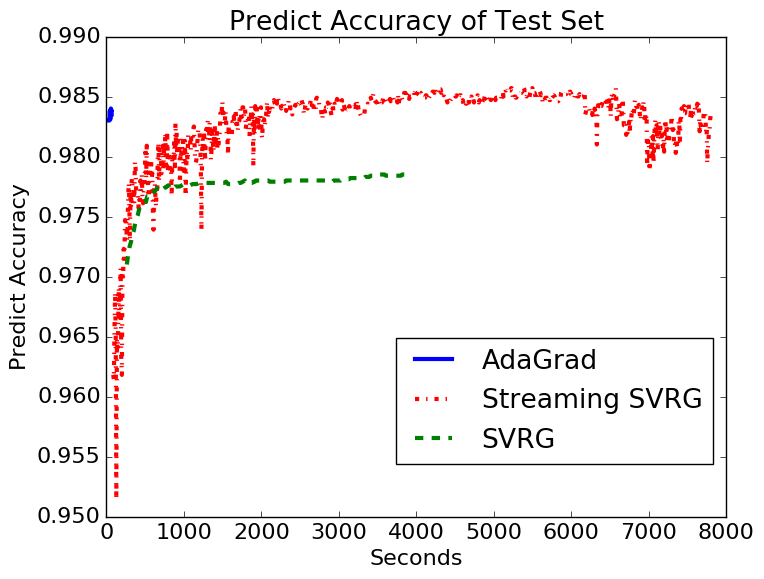 Predict Accuracy of Test Set
0.990
0.985
0.980
0.975
0.970
0.965
0.960
0.955
0.950
Predict Accuracy
AdaGrad
Streaming SVRG
SVRG
0 1000 2000 3000 4000 5000 6000 7000 8000
Seconds